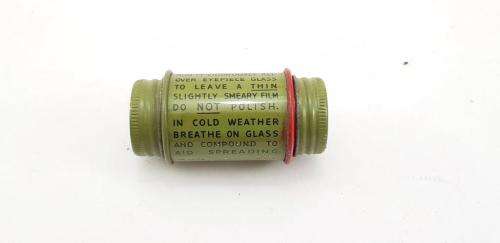 OVER EYEPIECE GLASS
TO LEAVE A THIN
SLIGHTLY SMEARY FILM
DO NOT POLISH.
IN COLD WEATHER
BREATHE ON GLASS
AND COMPOUND TO
AID SPREADING